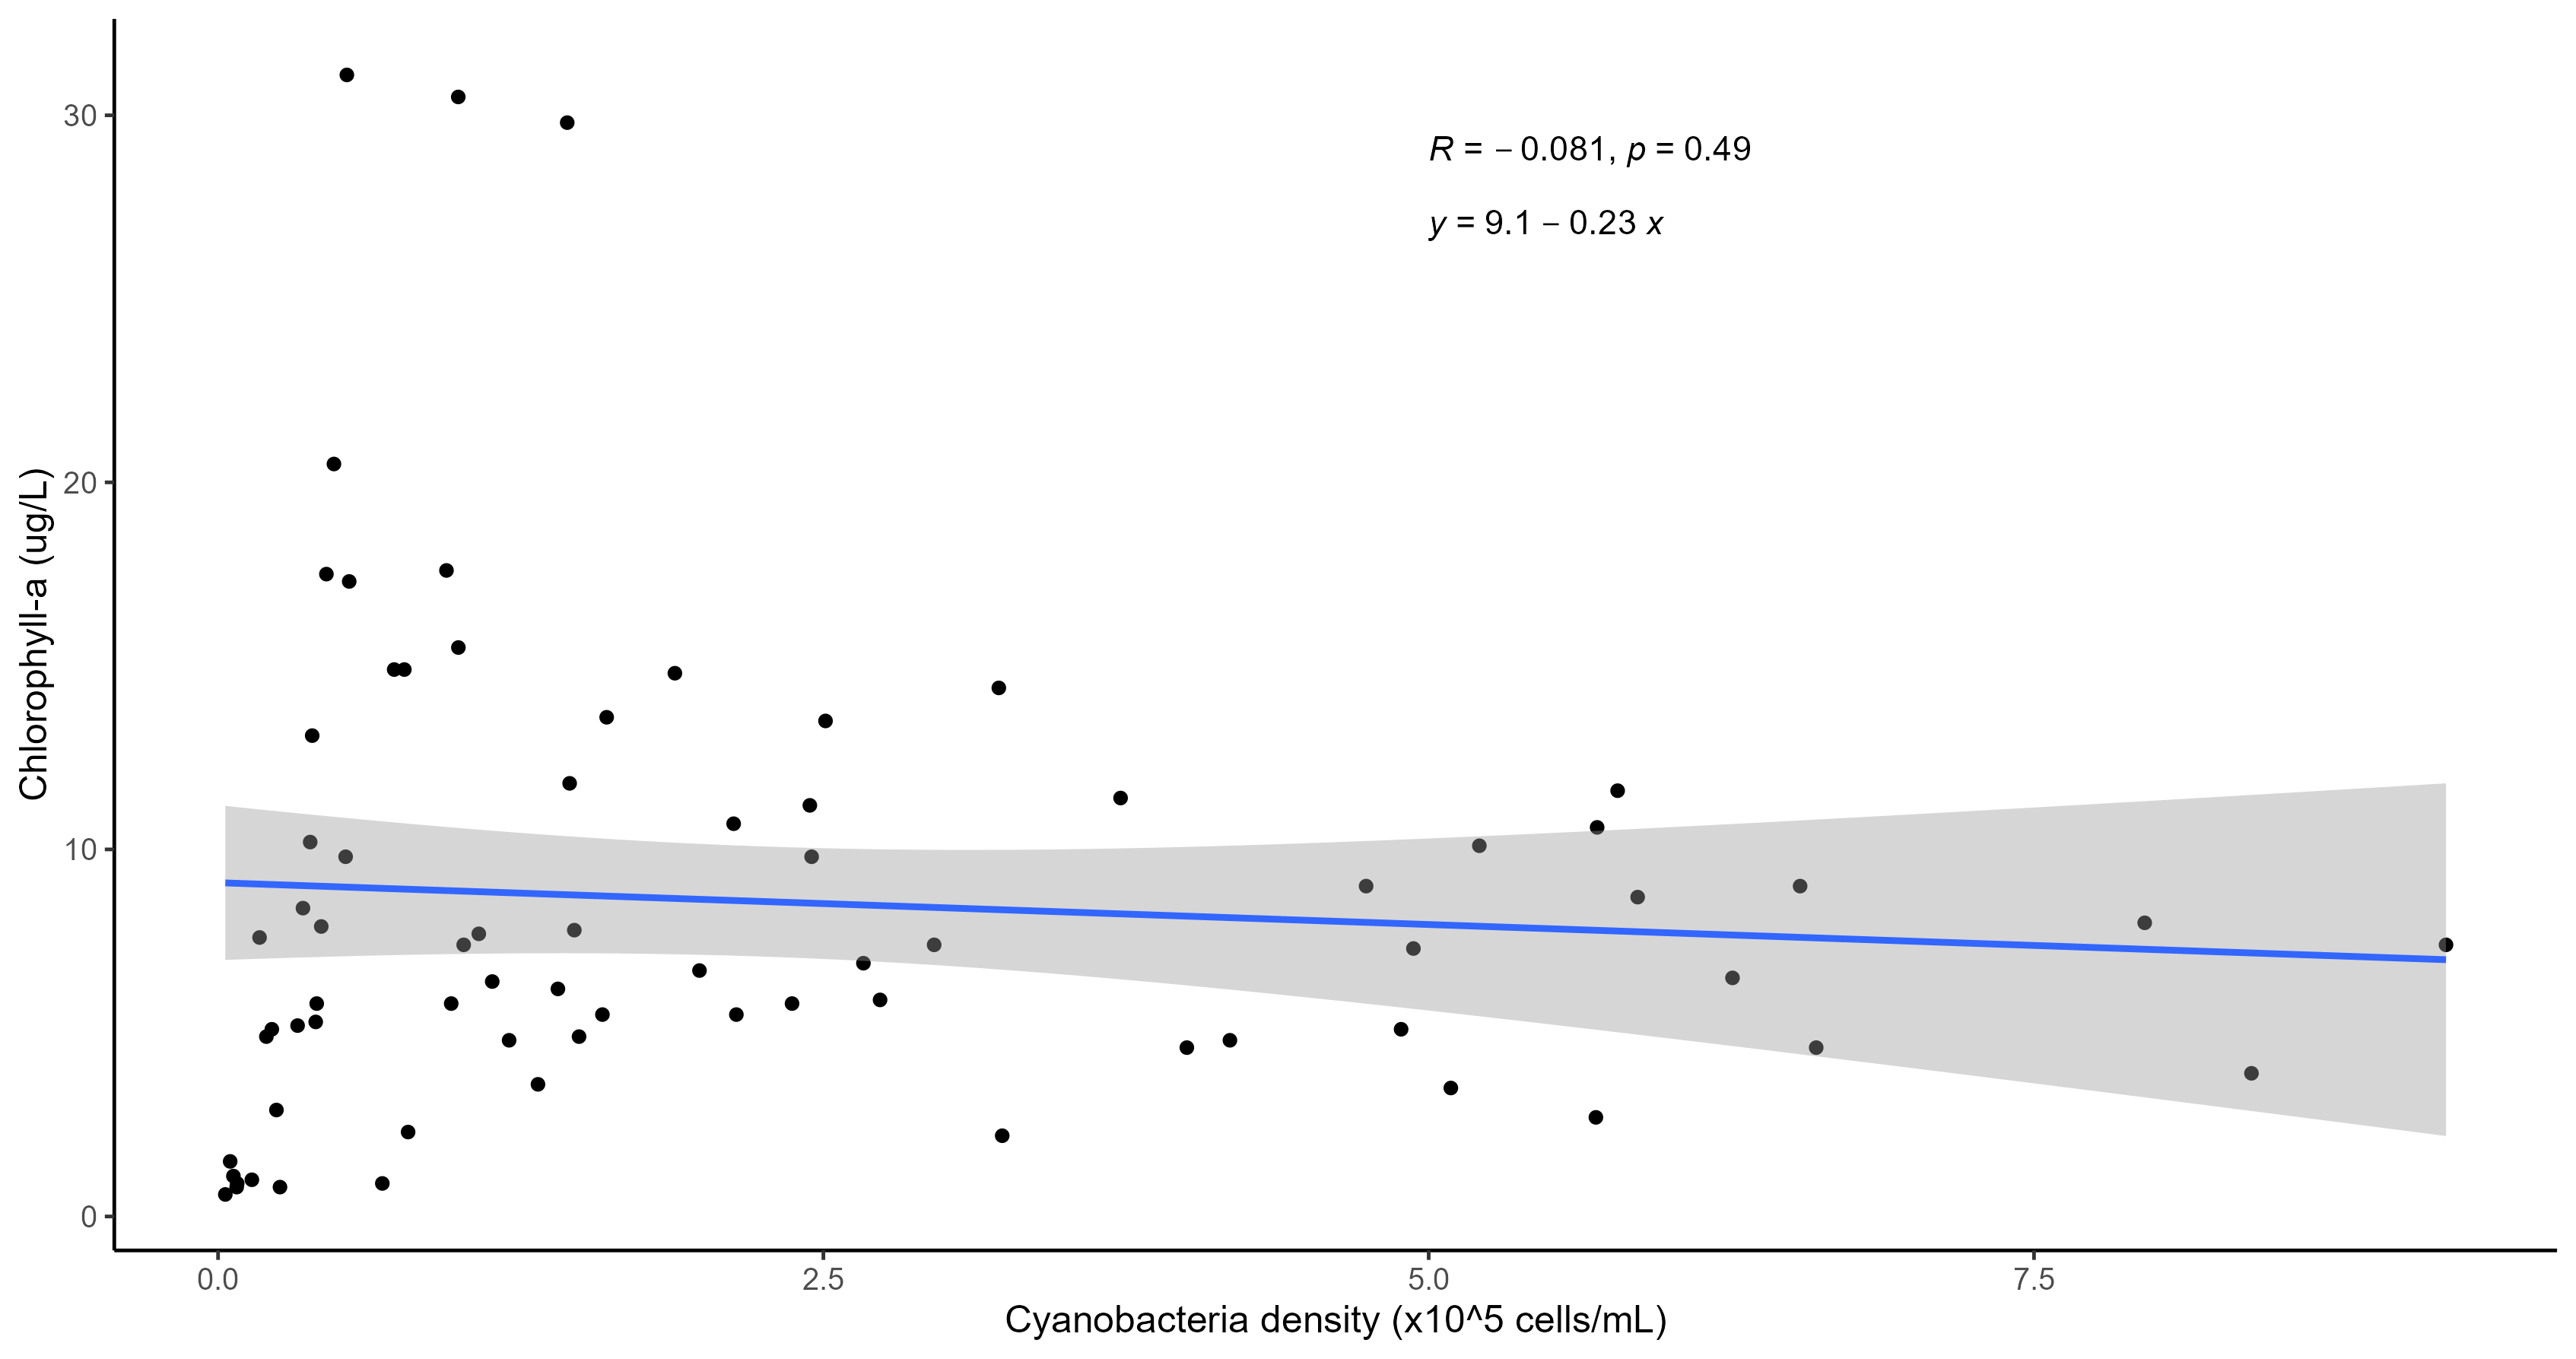 30
20
10
0
Chlorophyll-a (ug/L)
R = − 0.081, p = 0.49
y = 9.1 − 0.23 x
0.0 2.5 5.0 7.5
Cyanobacteria density (x10^5 cells/mL)